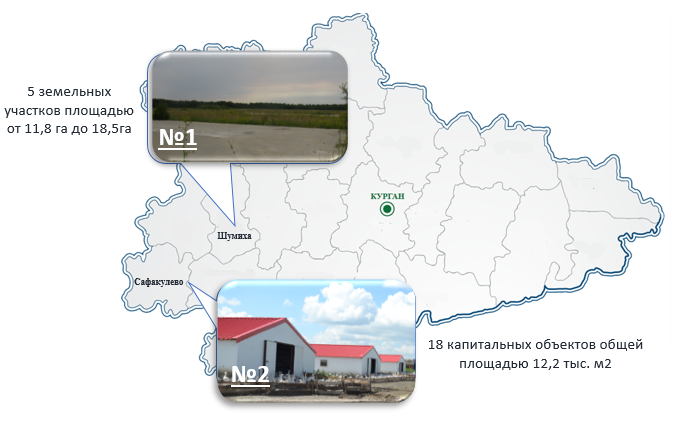 5 земельных
участков площадью
от 11,8 га до 18,5га
№1
КУРГАН
Шумиха
Сафакулево
№2
18 капитальных объектов общей
площадью 12,2 тыс. м2